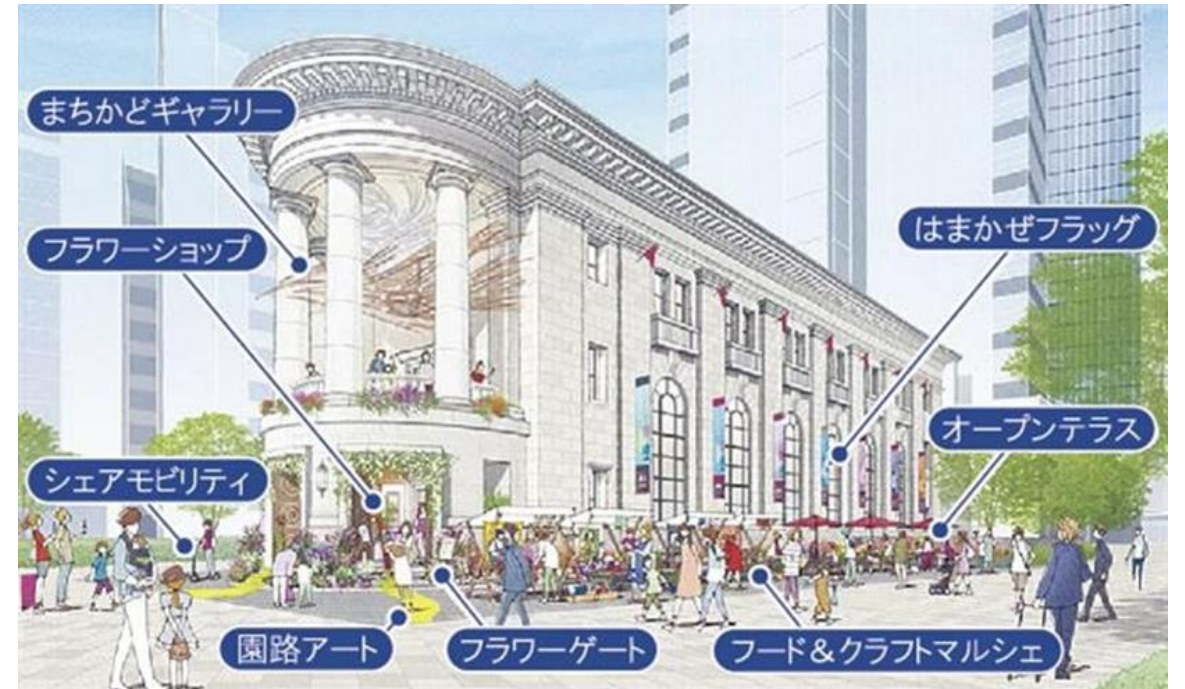 まちかどギャラリー
フラワーショップ
はまかぜフラッグ
オープンテラス
シェアモビリティ
園路アート
フラワーゲート
フード&クラフトマルシェ